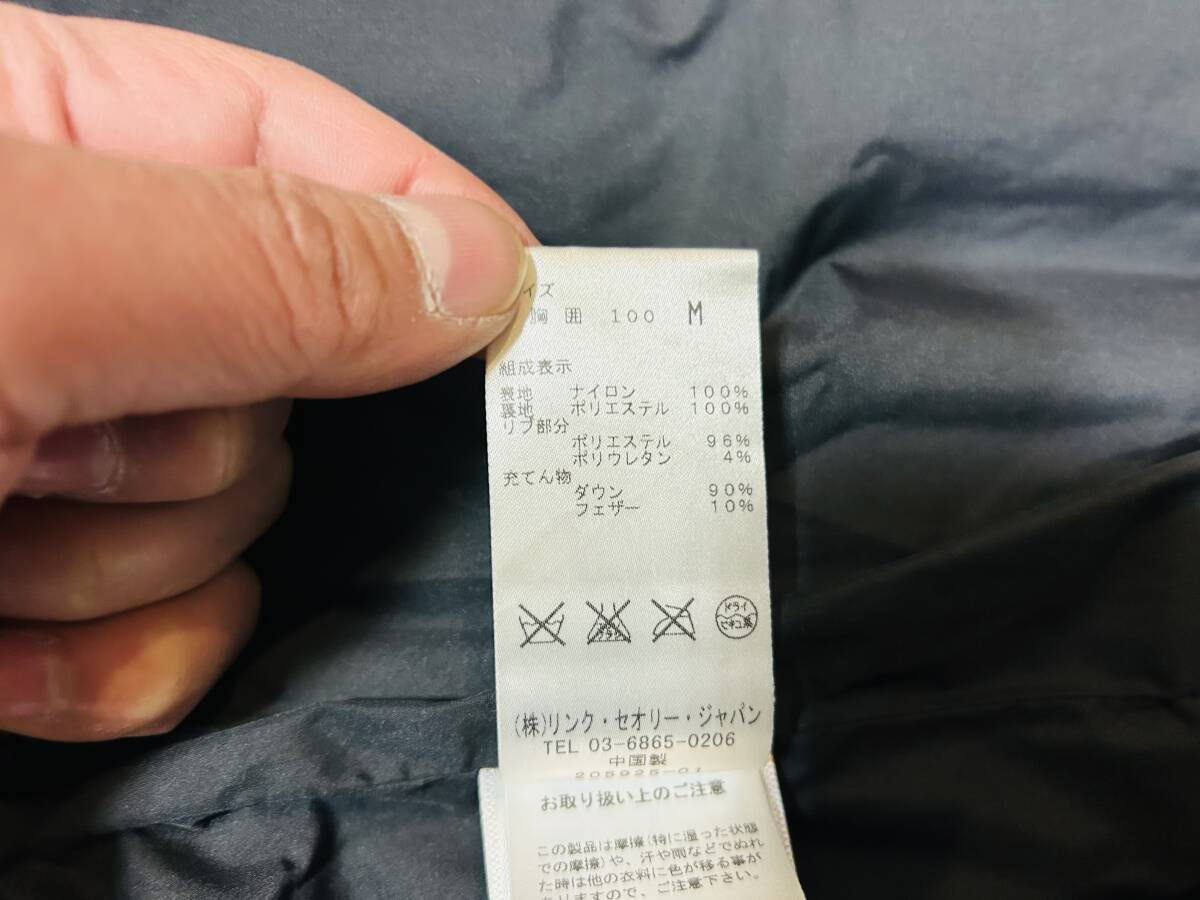 イズ
胸囲 100 M
組成表示
表地 ナイロン 100%
裏地 ポリエステル 100%
リブ部分
ポリエステル 96%
ポリウレタン 4%
充てん物
ダウン 90%
フェザー 10%
ドライ
セキユ系
(株)リンク・セオリー・ジャパン
TEL 03-6865-0206
中国製
205925-01
お取り扱い上のご注意
この製品は摩擦(特に湿った状態
での摩擦)や、汗や雨などでぬれ
た時は他の衣料に色が移る事が
ありますので、ご注意下さい。